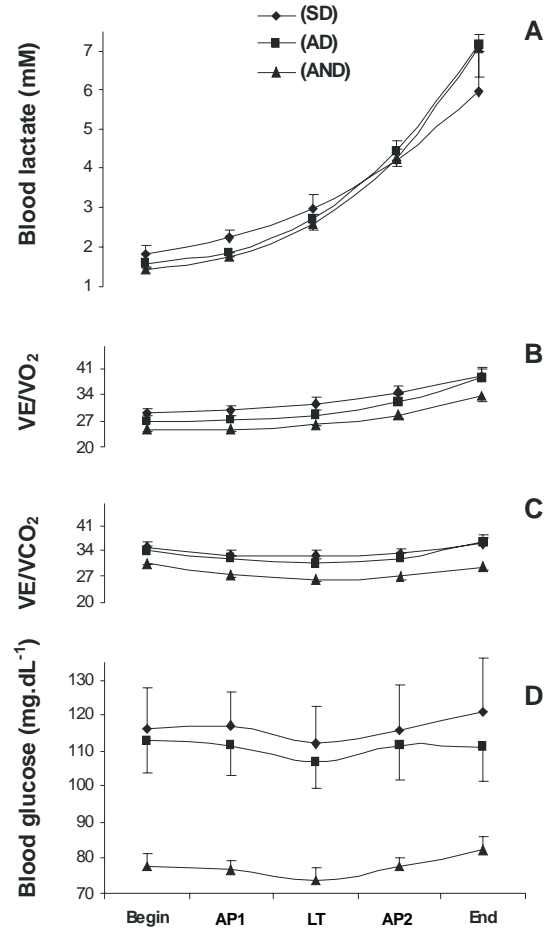 (SD)
(AD)
(AND)
A
Blood lactate (mM)
7
6
5
4
3
2
1
B
VE/VO₂
41
34
27
20
C
VE/VCO₂
41
34
27
20
D
Blood glucose (mg.dL⁻¹)
130
120
110
100
90
80
70
Begin AP1 LT AP2 End